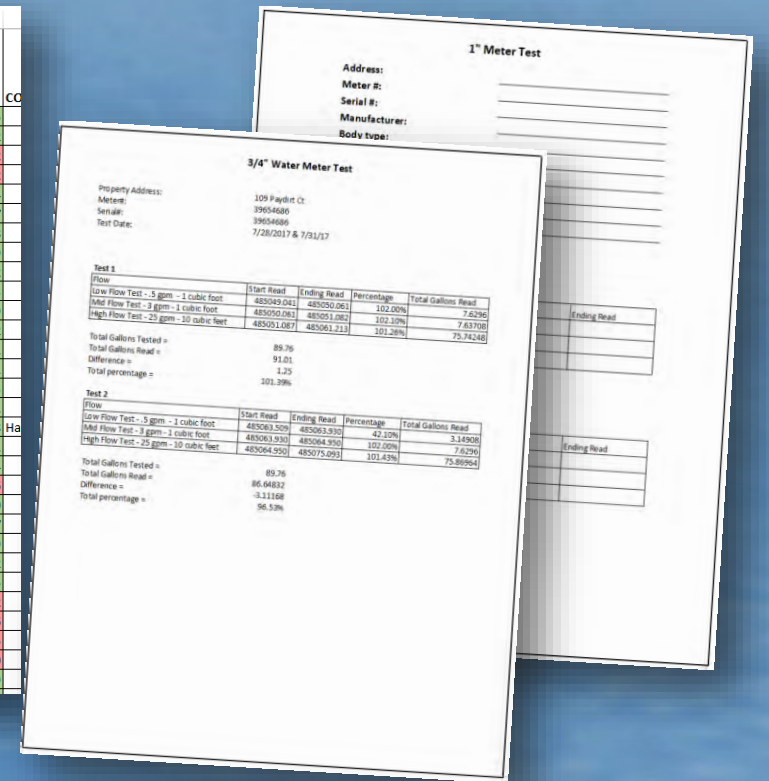 CO
Ha
1" Meter Test
Address:
Meter #:
Serial #:
Manufacturer:
Body type:
Ending Read
Ending Read
3/4" Water Meter Test
Property Address: 109 Paydirt Ct
Meter#: 39654686
Serial#: 39654686
Test Date: 7/28/2017 & 7/31/17
Test 1
Flow Start Read Ending Read Percentage Total Gallons Read
Low Flow Test - .5 gpm - 1 cubic foot 485049.041 485050.061 102.00% 7.6296
Mid Flow Test - 3 gpm - 1 cubic foot 485050.061 485051.082 102.10% 7.63708
High Flow Test - 25 gpm - 10 cubic feet 485051.087 485061.213 101.26% 75.74248
Total Gallons Tested = 89.76
Total Gallons Read = 91.01
Difference = 1.25
Total percentage = 101.39%
Test 2
Flow Start Read Ending Read Percentage Total Gallons Read
Low Flow Test - .5 gpm - 1 cubic foot 485063.509 485063.930 42.10% 3.14908
Mid Flow Test - 3 gpm - 1 cubic foot 485063.930 485064.950 102.00% 7.6296
High Flow Test - 25 gpm - 10 cubic feet 485064.950 485075.093 101.43% 75.86964
Total Gallons Tested = 89.76
Total Gallons Read = 86.64832
Difference = -3.11168
Total percentage = 96.53%